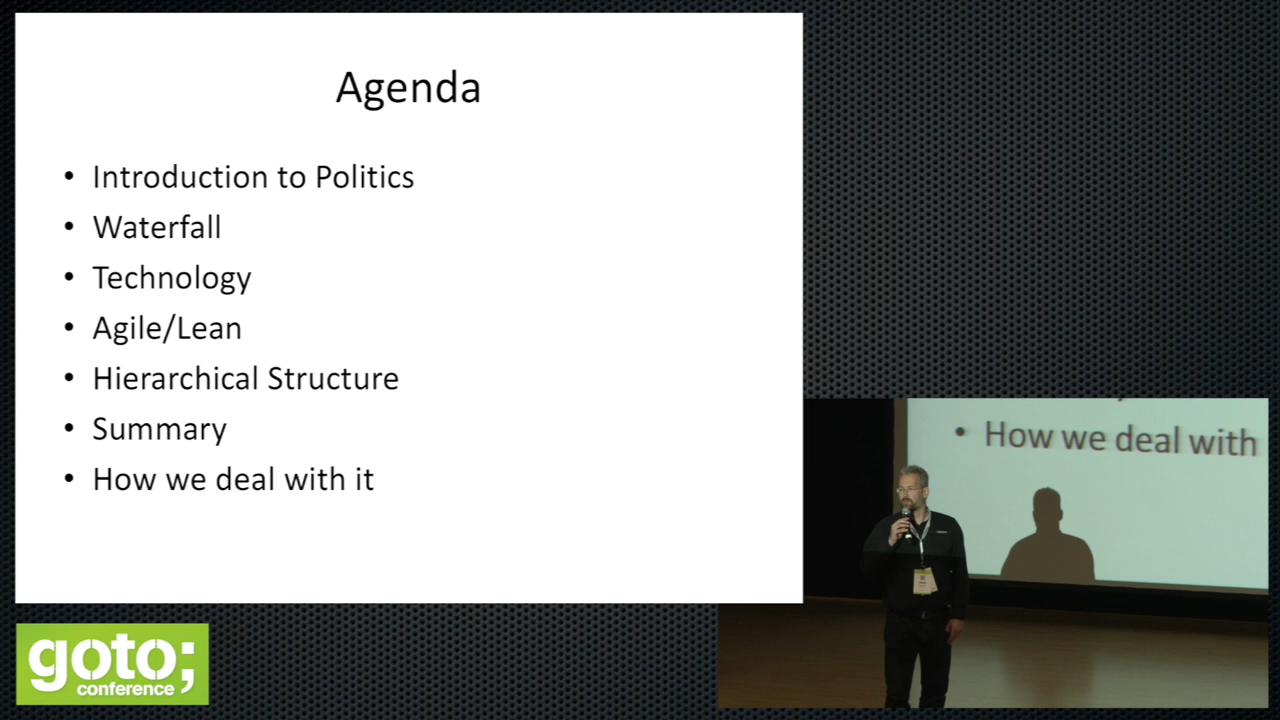 Agenda
• Introduction to Politics
• Waterfall
• Technology
• Agile/Lean
• Hierarchical Structure
• Summary
• How we deal with it
• How we deal with
goto;
conference